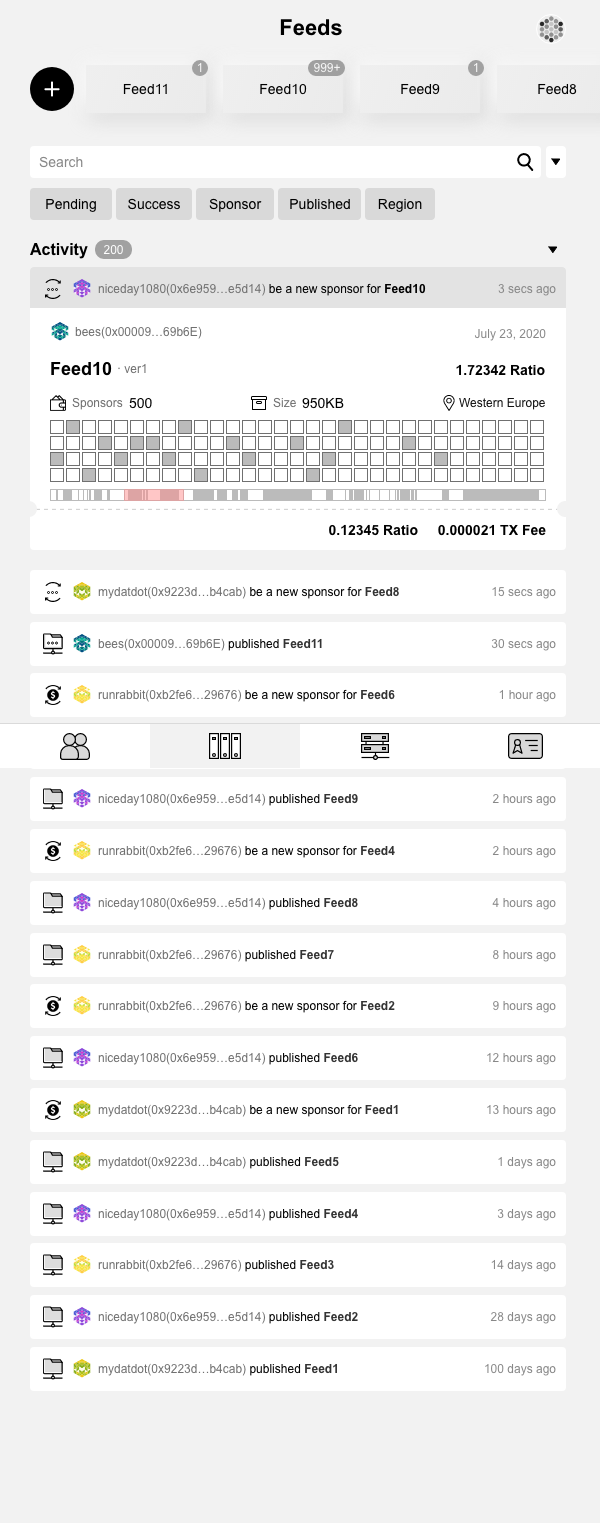 Feeds
1 999+ 1
Feed11 Feed10 Feed9 Feed8
Search
Pending Success Sponsor Published Region
Activity 200
niceday1080(0x6e959…e5d14) be a new sponsor for Feed10 3 secs ago
bees(0x00009…69b6E) July 23, 2020
Feed10 · ver1 1.72342 Ratio
Sponsors 500 Size 950KB Western Europe
0.12345 Ratio 0.000021 TX Fee
mydatdot(0x9223d…b4cab) be a new sponsor for Feed8 15 secs ago
bees(0x00009…69b6E) published Feed11 30 secs ago
runrabbit(0xb2fe6…29676) be a new sponsor for Feed6 1 hour ago
niceday1080(0x6e959…e5d14) published Feed9 2 hours ago
runrabbit(0xb2fe6…29676) be a new sponsor for Feed4 2 hours ago
niceday1080(0x6e959…e5d14) published Feed8 4 hours ago
runrabbit(0xb2fe6…29676) published Feed7 8 hours ago
runrabbit(0xb2fe6…29676) be a new sponsor for Feed2 9 hours ago
niceday1080(0x6e959…e5d14) published Feed6 12 hours ago
mydatdot(0x9223d…b4cab) be a new sponsor for Feed1 13 hours ago
mydatdot(0x9223d…b4cab) published Feed5 1 days ago
niceday1080(0x6e959…e5d14) published Feed4 3 days ago
runrabbit(0xb2fe6…29676) published Feed3 14 days ago
niceday1080(0x6e959…e5d14) published Feed2 28 days ago
mydatdot(0x9223d…b4cab) published Feed1 100 days ago